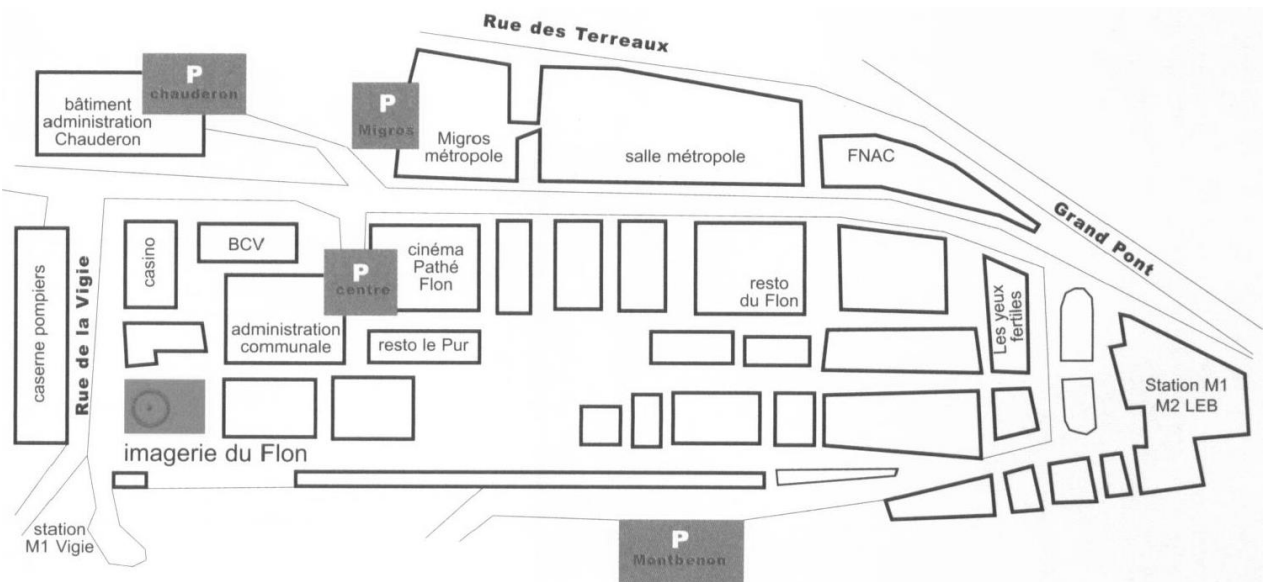 Rue des Terreaux
P
chauderon
bâtiment
administration
Chauderon
P
Migros
Migros
métropole
salle métropole
FNAC
Grand Pont
caserne pompiers
Rue de la Vigie
casino
BCV
P
centre
cinéma
Pathé
Flon
administration
communale
resto le Pur
resto
du Flon
Les yeux
fertiles
Station M1
M2 LEB
imagerie du Flon
station
M1 Vigie
P
Montbenon